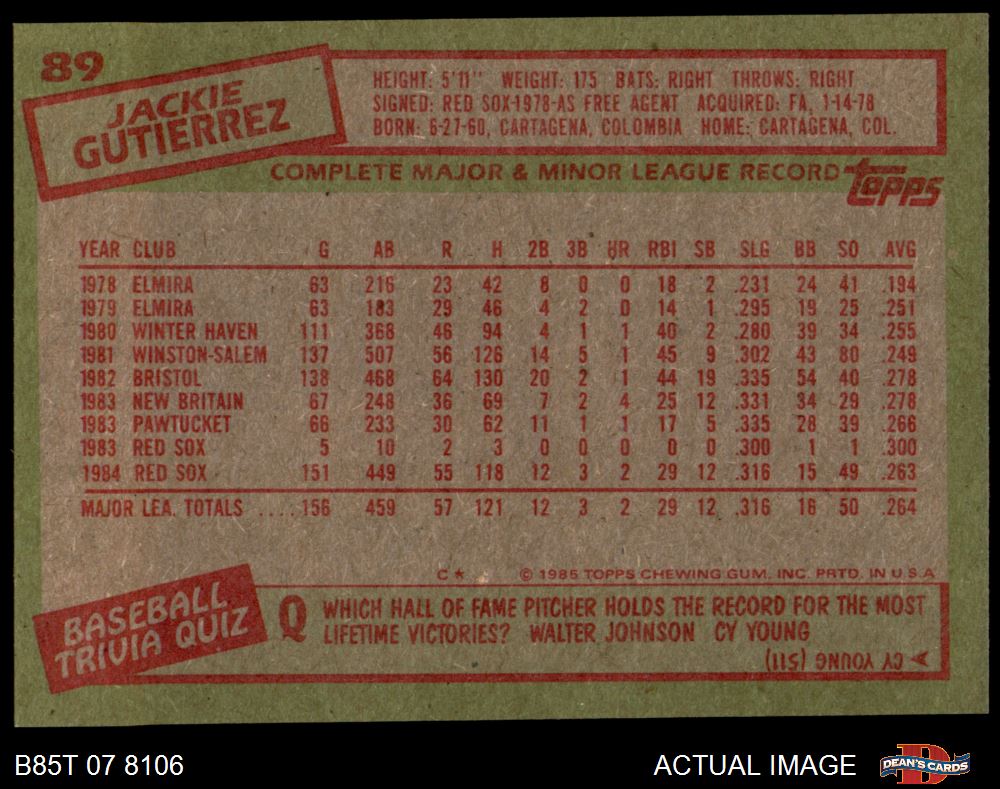 89
JACKIE
GUTIERREZ
HEIGHT: 5'11" WEIGHT: 175 BATS: RIGHT THROWS: RIGHT
SIGNED: RED SOX-1978-AS FREE AGENT ACQUIRED: FA, 1-14-78
BORN: 6-27-60, CARTAGENA, COLOMBIA HOME: CARTAGENA, COL.
COMPLETE MAJOR & MINOR LEAGUE RECORD topps
YEAR CLUB G AB R H 2B 3B HR RBI SB SLG BB SO AVG
1978 ELMIRA 63 216 23 42 8 0 0 18 2 .231 24 41 .194
1979 ELMIRA 63 183 29 46 4 2 0 14 1 .295 19 25 .251
1980 WINTER HAVEN 111 368 46 94 4 1 1 40 2 .280 39 34 .255
1981 WINSTON-SALEM 137 507 56 126 14 5 1 45 9 .302 43 80 .249
1982 BRISTOL 138 468 64 130 20 2 1 44 19 .335 54 40 .278
1983 NEW BRITAIN 67 248 36 69 7 2 4 25 12 .331 34 29 .278
1983 PAWTUCKET 66 233 30 62 11 1 1 17 5 .335 28 39 .266
1983 RED SOX 5 10 2 3 0 0 0 0 0 .300 1 1 .300
1984 RED SOX 151 449 55 118 12 3 2 29 12 .316 15 49 .263
MAJOR LEA. TOTALS ....156 459 57 121 12 3 2 29 12 .316 16 50 .264
C★ © 1985 TOPPS CHEWING GUM, INC. PRTD. IN U.S.A.
BASEBALL
TRIVIA QUIZ
Q WHICH HALL OF FAME PITCHER HOLDS THE RECORD FOR THE MOST
LIFETIME VICTORIES? WALTER JOHNSON CY YOUNG
A CY YOUNG (511)
B85T 07 8106
ACTUAL IMAGE
D
DEAN'S CARDS